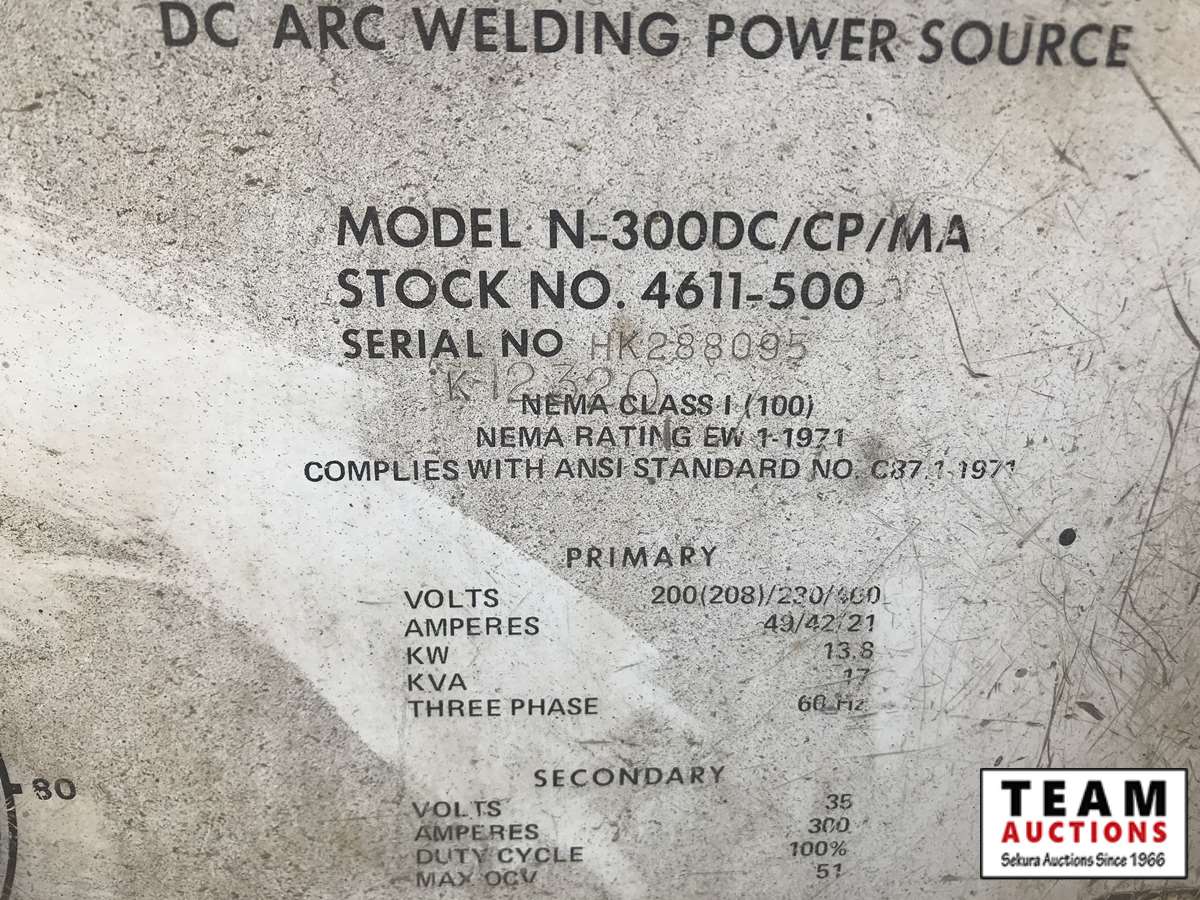 DC ARC WELDING POWER SOURCE
MODEL N-300DC/CP/MA
STOCK NO. 4611-500
SERIAL NO HK288095
K-12320
NEMA CLASS I (100)
NEMA RATING EW 1-1971
COMPLIES WITH ANSI STANDARD NO. C87.1-1971
PRIMARY
VOLTS 200(208)/230/460
AMPERES 49/42/21
KW 13.8
KVA 17
THREE PHASE 60 Hz
80
SECONDARY
VOLTS 35
AMPERES 300
DUTY CYCLE 100%
MAX OCV 51
TEAM
AUCTIONS
Sekura Auctions Since 1966